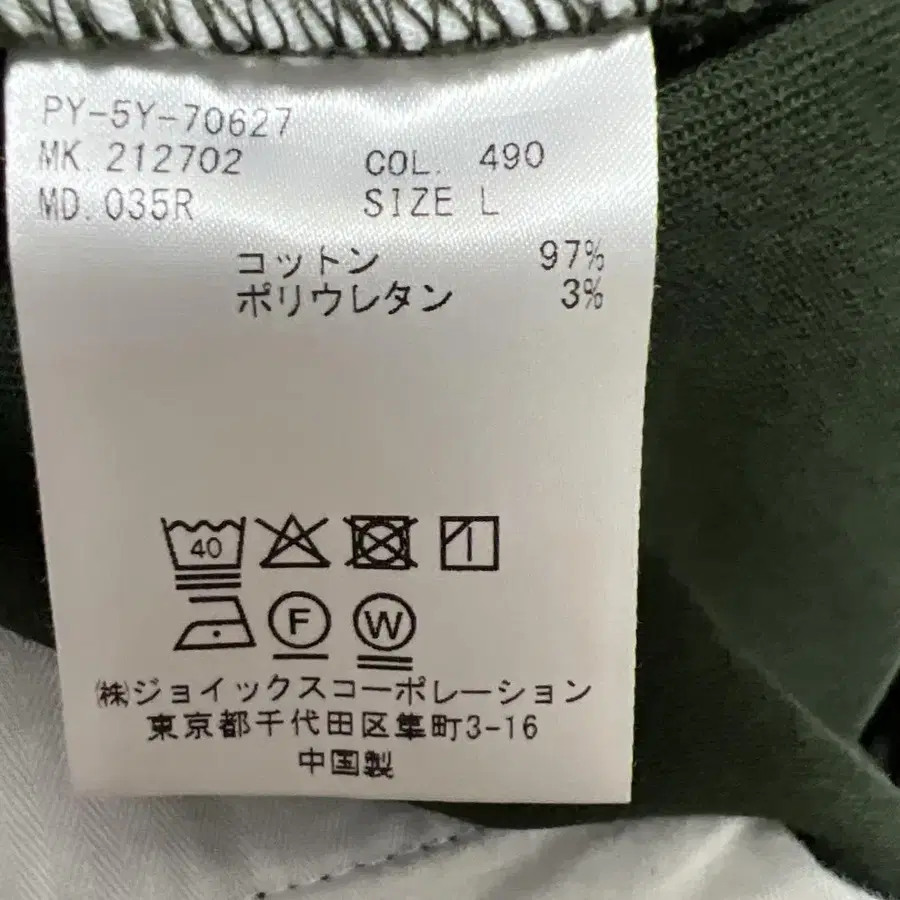 PY-5Y-70627
MK. 212702 COL. 490
MD. 035R SIZE L
コットン 97%
ポリウレタン 3%
40
F W
㈱ジョイックスコーポレーション
東京都千代田区隼町3-16
中国製